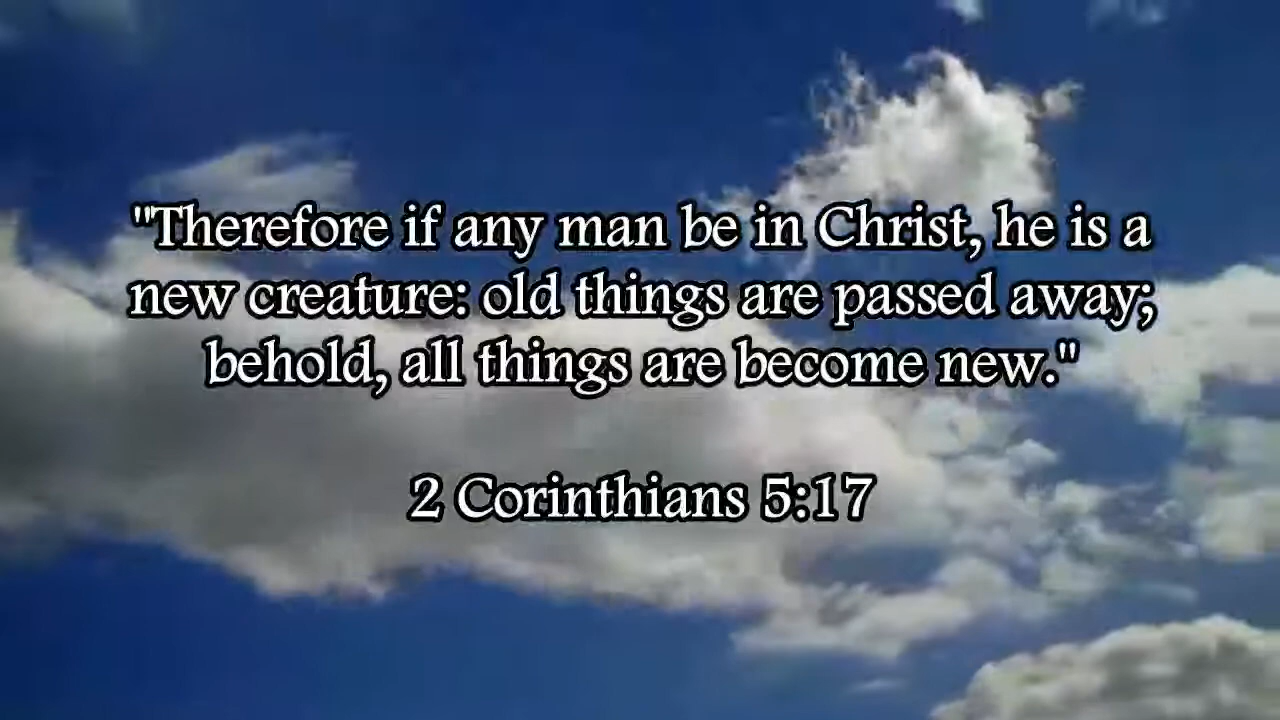 "Therefore if any man be in Christ, he is a
new creature: old things are passed away;
behold, all things are become new."
2 Corinthians 5:17